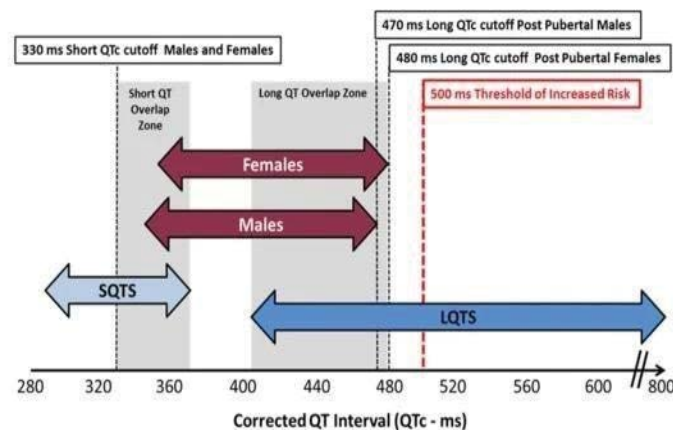 470 ms Long QTc cutoff Post Pubertal Males
330 ms Short QTc cutoff Males and Females
480 ms Long QTc cutoff Post Pubertal Females
Short QT
Overlap
Zone
Long QT Overlap Zone
500 ms Threshold of Increased Risk
Females
Males
SQTS
LQTS
280 320 360 400 440 480 520 560 600 800
Corrected QT Interval (QTc - ms)